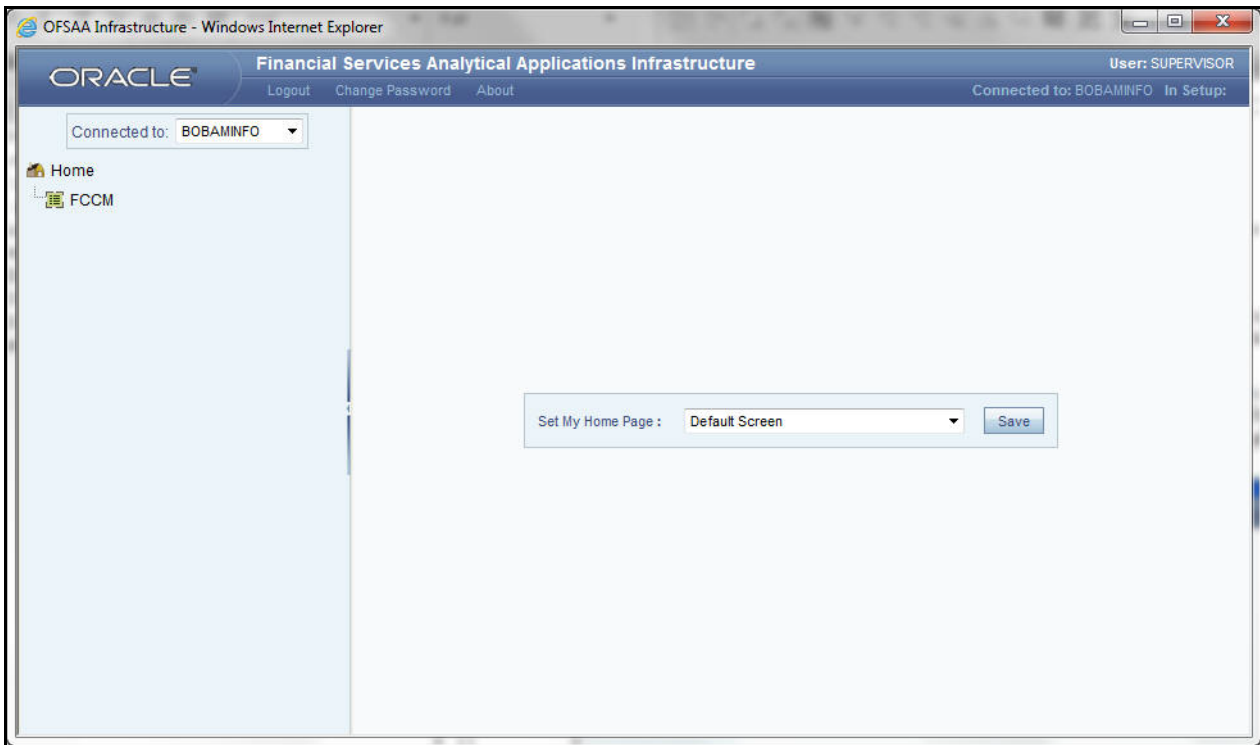 OFSAA Infrastructure - Windows Internet Explorer
ORACLE
Financial Services Analytical Applications Infrastructure
User: SUPERVISOR
Logout Change Password About
Connected to: BOBAMINFO In Setup:
Connected to: BOBAMINFO
Home
FCCM
Set My Home Page : Default Screen Save